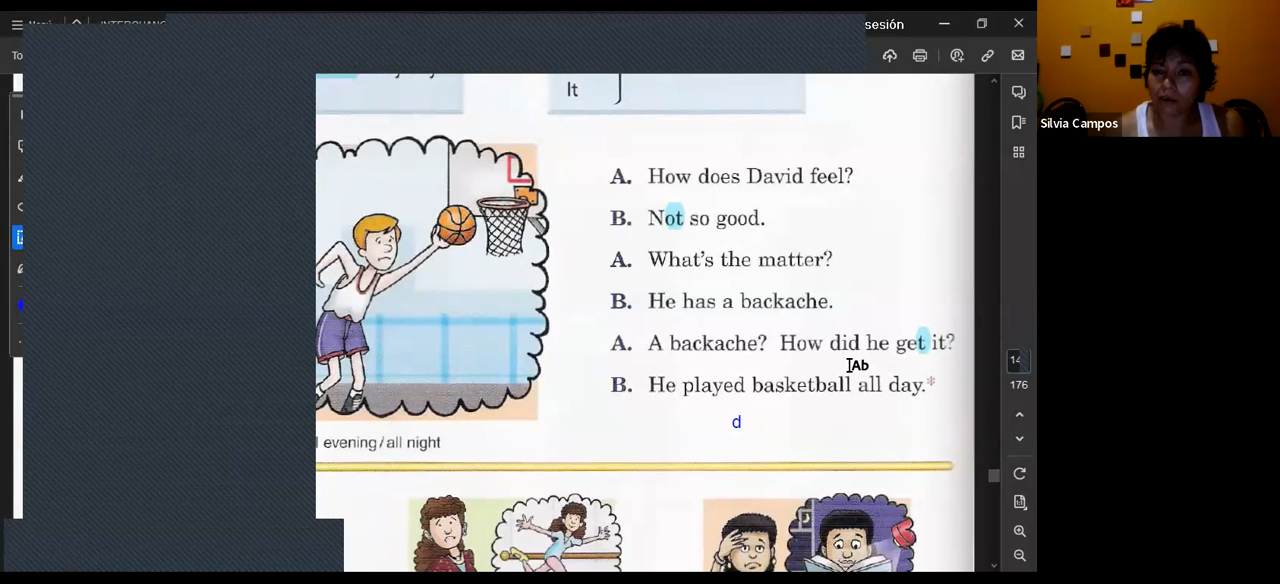 sesión
To
It
A. How does David feel?
B. Not so good.
A. What's the matter?
B. He has a backache.
A. A backache? How did he get it?
B. He played basketball all day.*
Ab
d
evening/all night
Silvia Campos
14
176